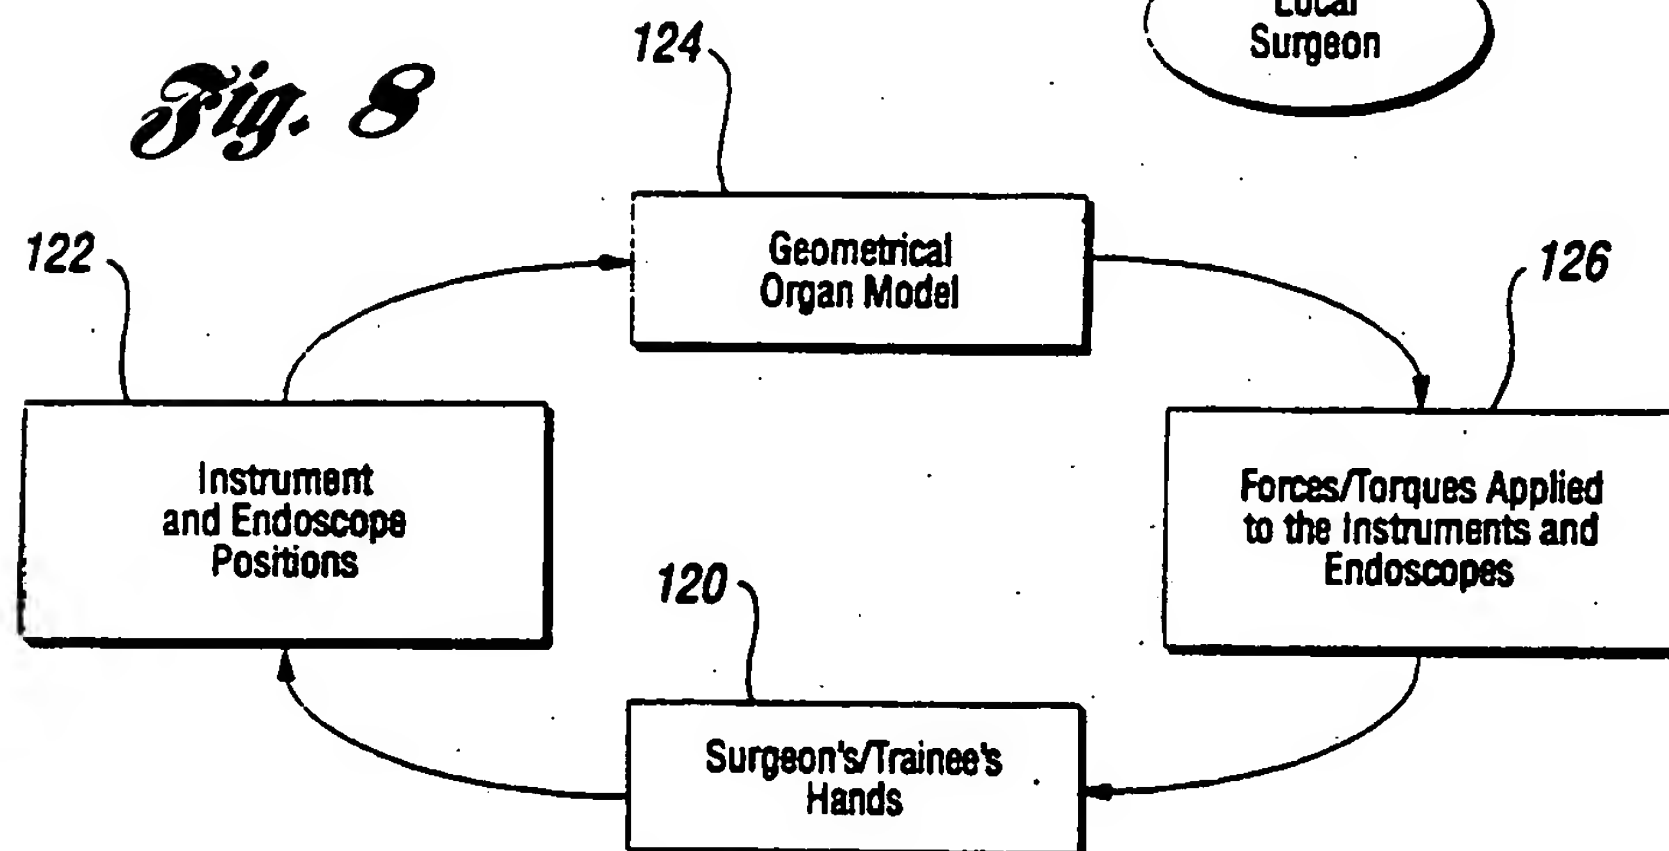 Local
Surgeon
Fig. 8
124
122
Geometrical
Organ Model
126
Instrument
and Endoscope
Positions
Forces/Torques Applied
to the Instruments and
Endoscopes
120
Surgeon's/Trainee's
Hands